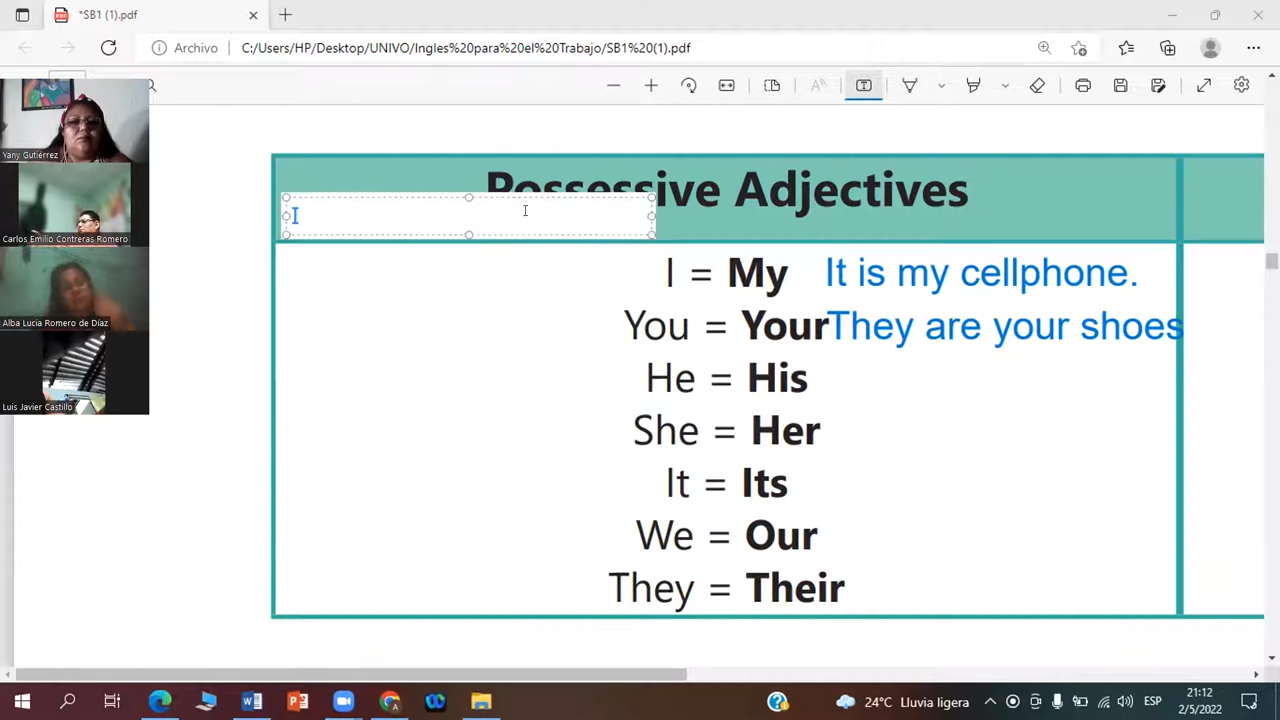 *SB1 (1).pdf
Archivo C:/Users/HP/Desktop/UNIVO/Ingles%20para%20el%20Trabajo/SB1%20(1).pdf
Yany Gutiérrez
Carlos Emilio Contreras Romero
Alba Lucia Romero de Díaz
Luis Javier Castillo
Possessive Adjectives
I = My It is my cellphone.
You = Your They are your shoes
He = His
She = Her
It = Its
We = Our
They = Their
24°C Lluvia ligera
ESP
21:12
2/5/2022